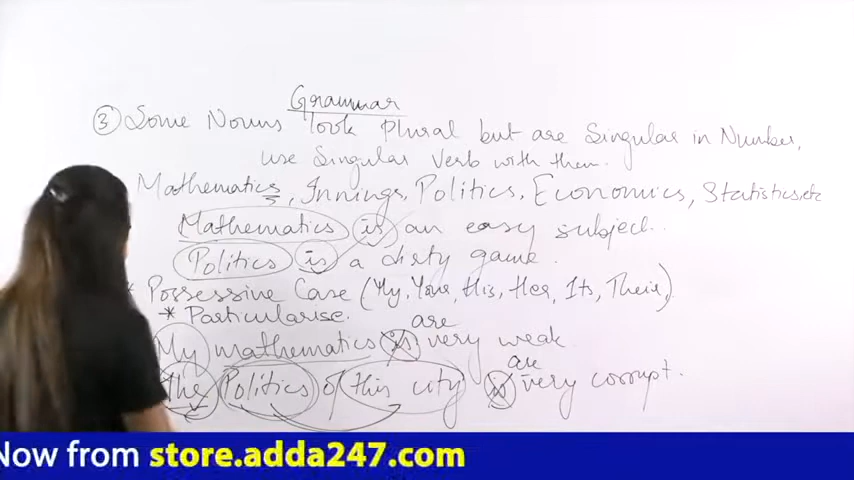 Grammar
③ Some Nouns look Plural but are Singular in Number,
use Singular Verb with them.
Mathematics, Innings, Politics, Economics, Statistics, etc
Mathematics is an easy subject.
Politics is a dirty game.
* Possessive Case (My, Your, His, Her, Its, Their,)
* Particularise.
are
My mathematics is very weak
are
The Politics of this city is very corrupt.
Now from store.adda247.com